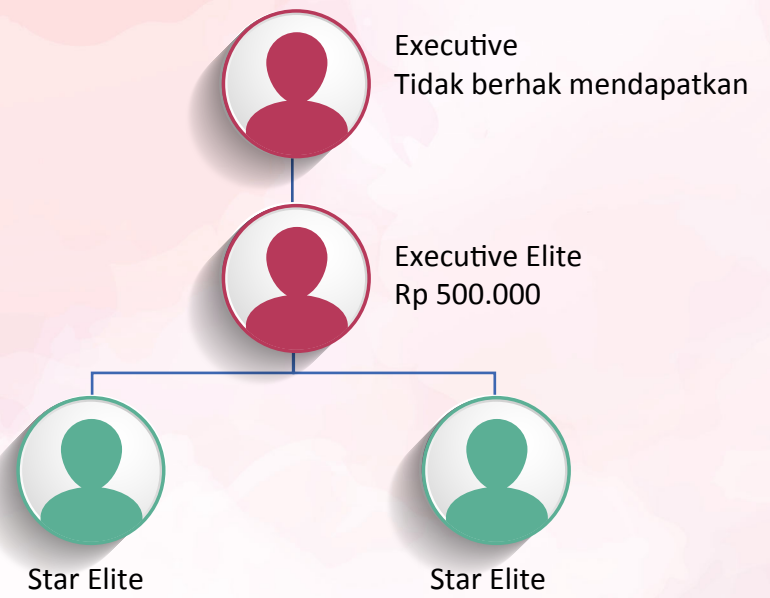 Executive
Tidak berhak mendapatkan
Executive Elite
Rp 500.000
Star Elite
Star Elite